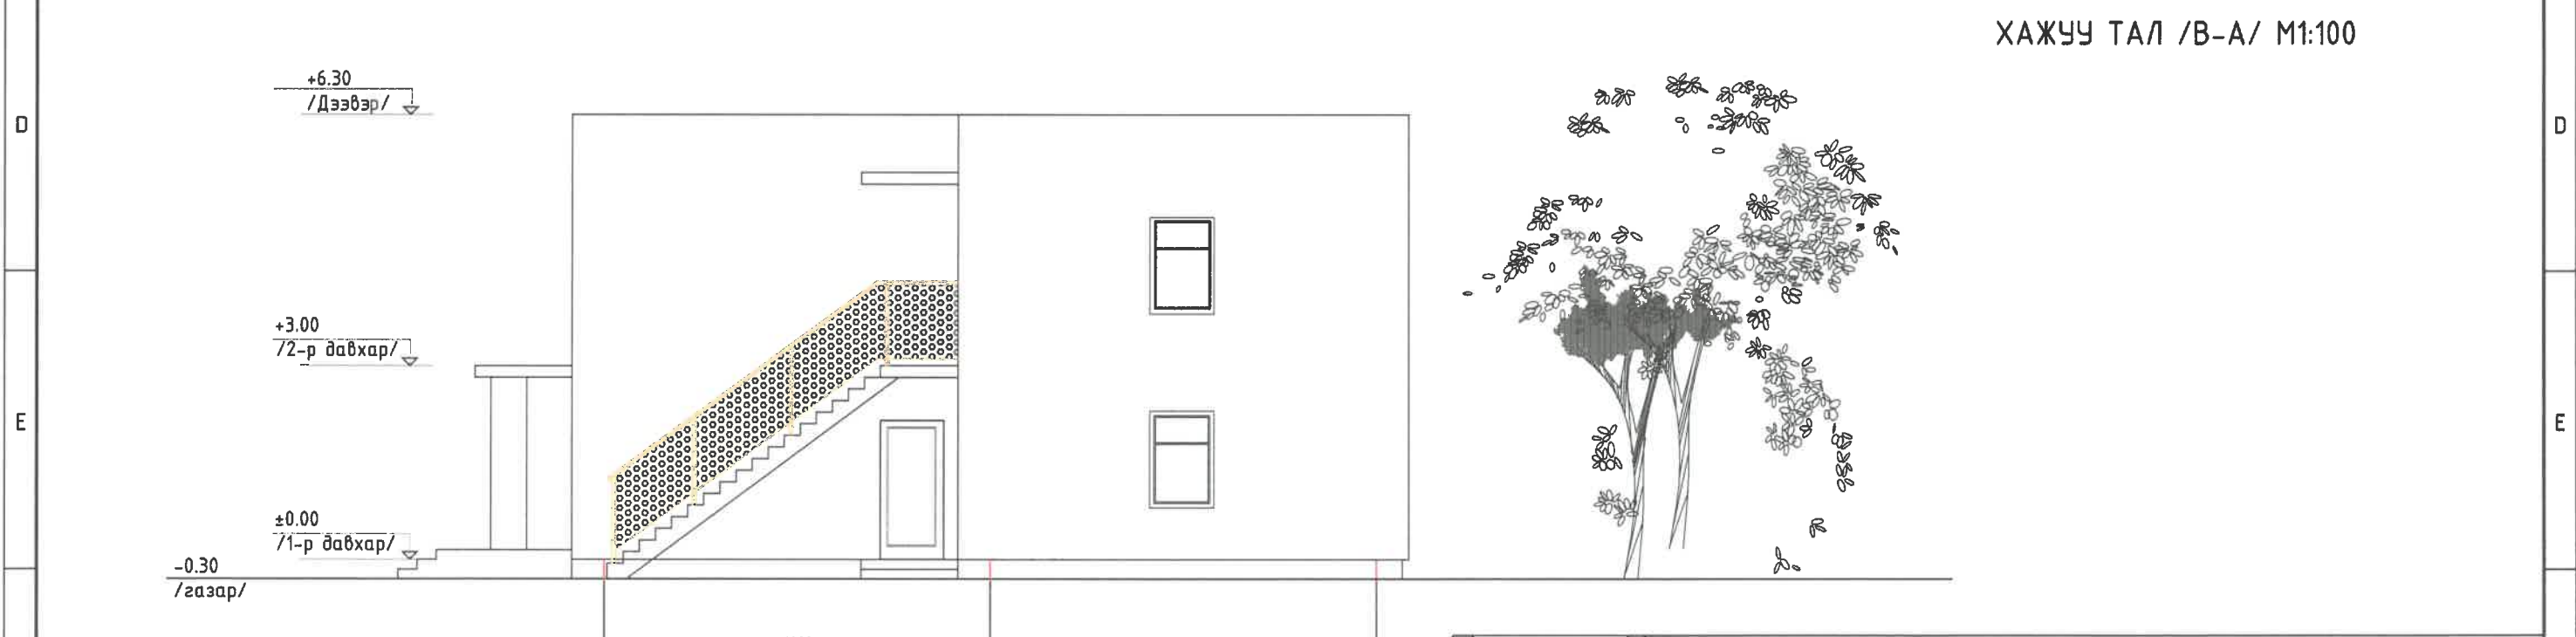 ХАЖУУ ТАЛ /В-А/ М1:100
+6.30
/Дээвэр/
D
D
+3.00
/2-р давхар/
E
E
±0.00
/1-р давхар/
-0.30
/газар/